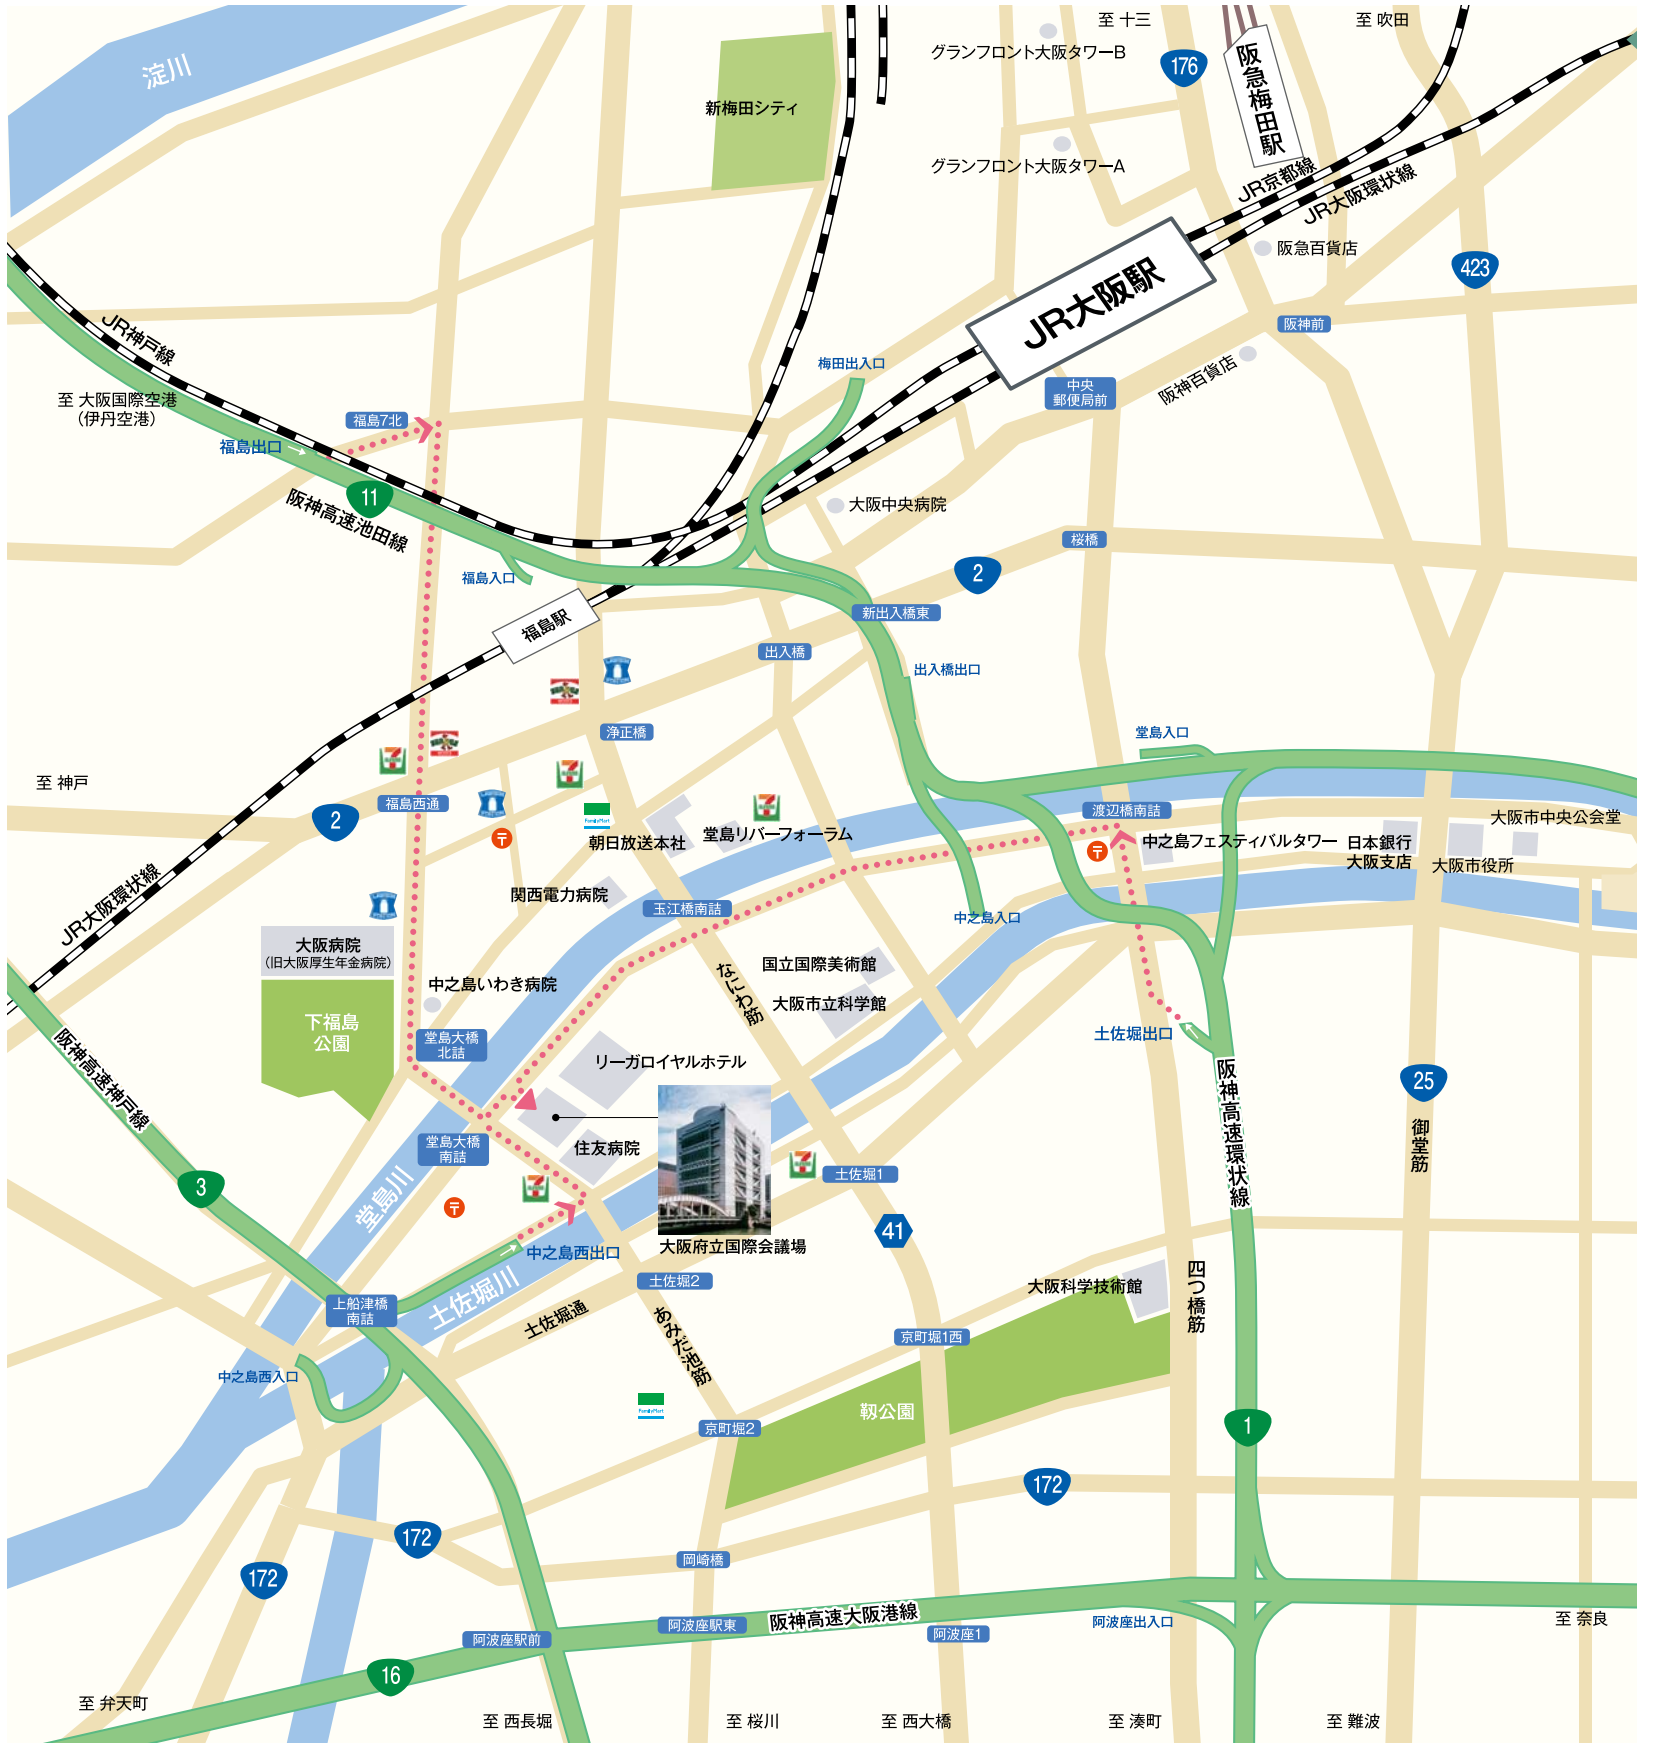 至 十三
至 吹田
グランフロント大阪タワーB
176
阪急梅田駅
淀川
新梅田シティ
グランフロント大阪タワーA
JR京都線
JR大阪環状線
阪急百貨店
423
JR大阪駅
阪神前
JR神戸線
梅田出入口
阪神百貨店
中央
郵便局前
至 大阪国際空港
(伊丹空港)
福島7北
福島出口
11
阪神高速池田線
大阪中央病院
桜橋
福島入口
2
新出入橋東
福島駅
出入橋
出入橋出口
浄正橋
堂島入口
至 神戸
福島西通
2
渡辺橋南詰
大阪市中央公会堂
朝日放送本社
堂島リバーフォーラム
中之島フェスティバルタワー
日本銀行
大阪支店
大阪市役所
FamilyMart
関西電力病院
玉江橋南詰
中之島入口
JR大阪環状線
大阪病院
(旧大阪厚生年金病院)
中之島いわき病院
国立国際美術館
なにわ筋
大阪市立科学館
下福島
公園
堂島大橋
北詰
土佐堀出口
阪神高速神戸線
リーガロイヤルホテル
阪神高速環状線
25
御堂筋
堂島大橋
南詰
住友病院
土佐堀1
3
堂島川
41
中之島西出口
大阪府立国際会議場
土佐堀2
大阪科学技術館
四つ橋筋
上船津橋
南詰
土佐堀川
土佐堀通
あみだ池筋
京町堀1西
中之島西入口
FamilyMart
靭公園
京町堀2
1
172
172
172
岡崎橋
阪神高速大阪港線
阿波座駅前
阿波座駅東
阿波座1
阿波座出入口
至 奈良
16
至 弁天町
至 西長堀
至 桜川
至 西大橋
至 湊町
至 難波